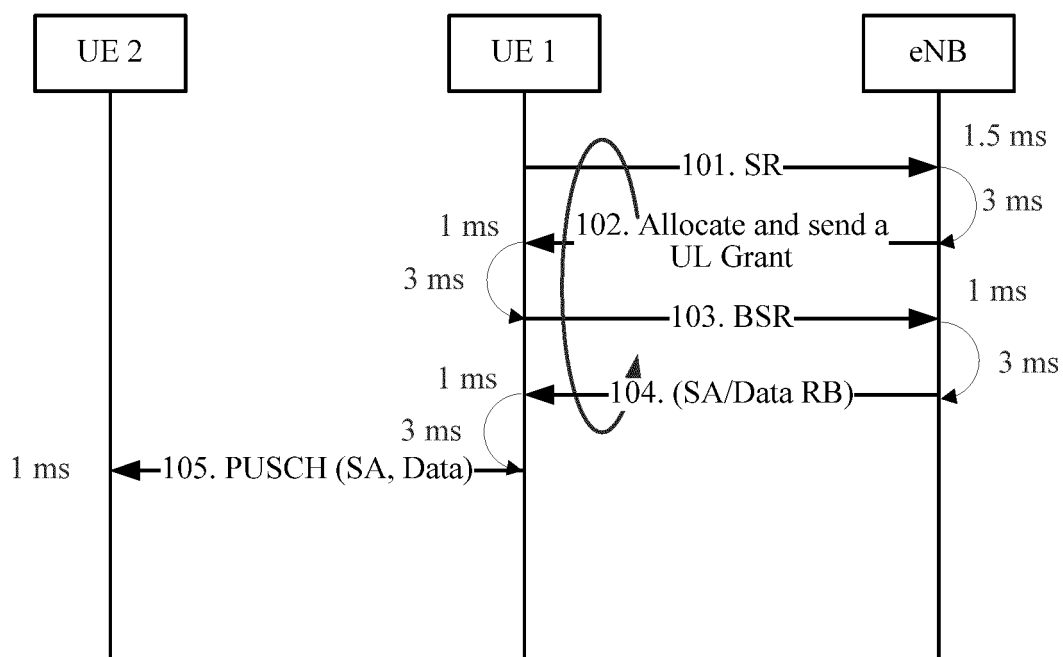 UE 2
UE 1
eNB
1.5 ms
101. SR
3 ms
1 ms
102. Allocate and send a
UL Grant
3 ms
1 ms
103. BSR
3 ms
1 ms
104. (SA/Data RB)
3 ms
1 ms
105. PUSCH (SA, Data)